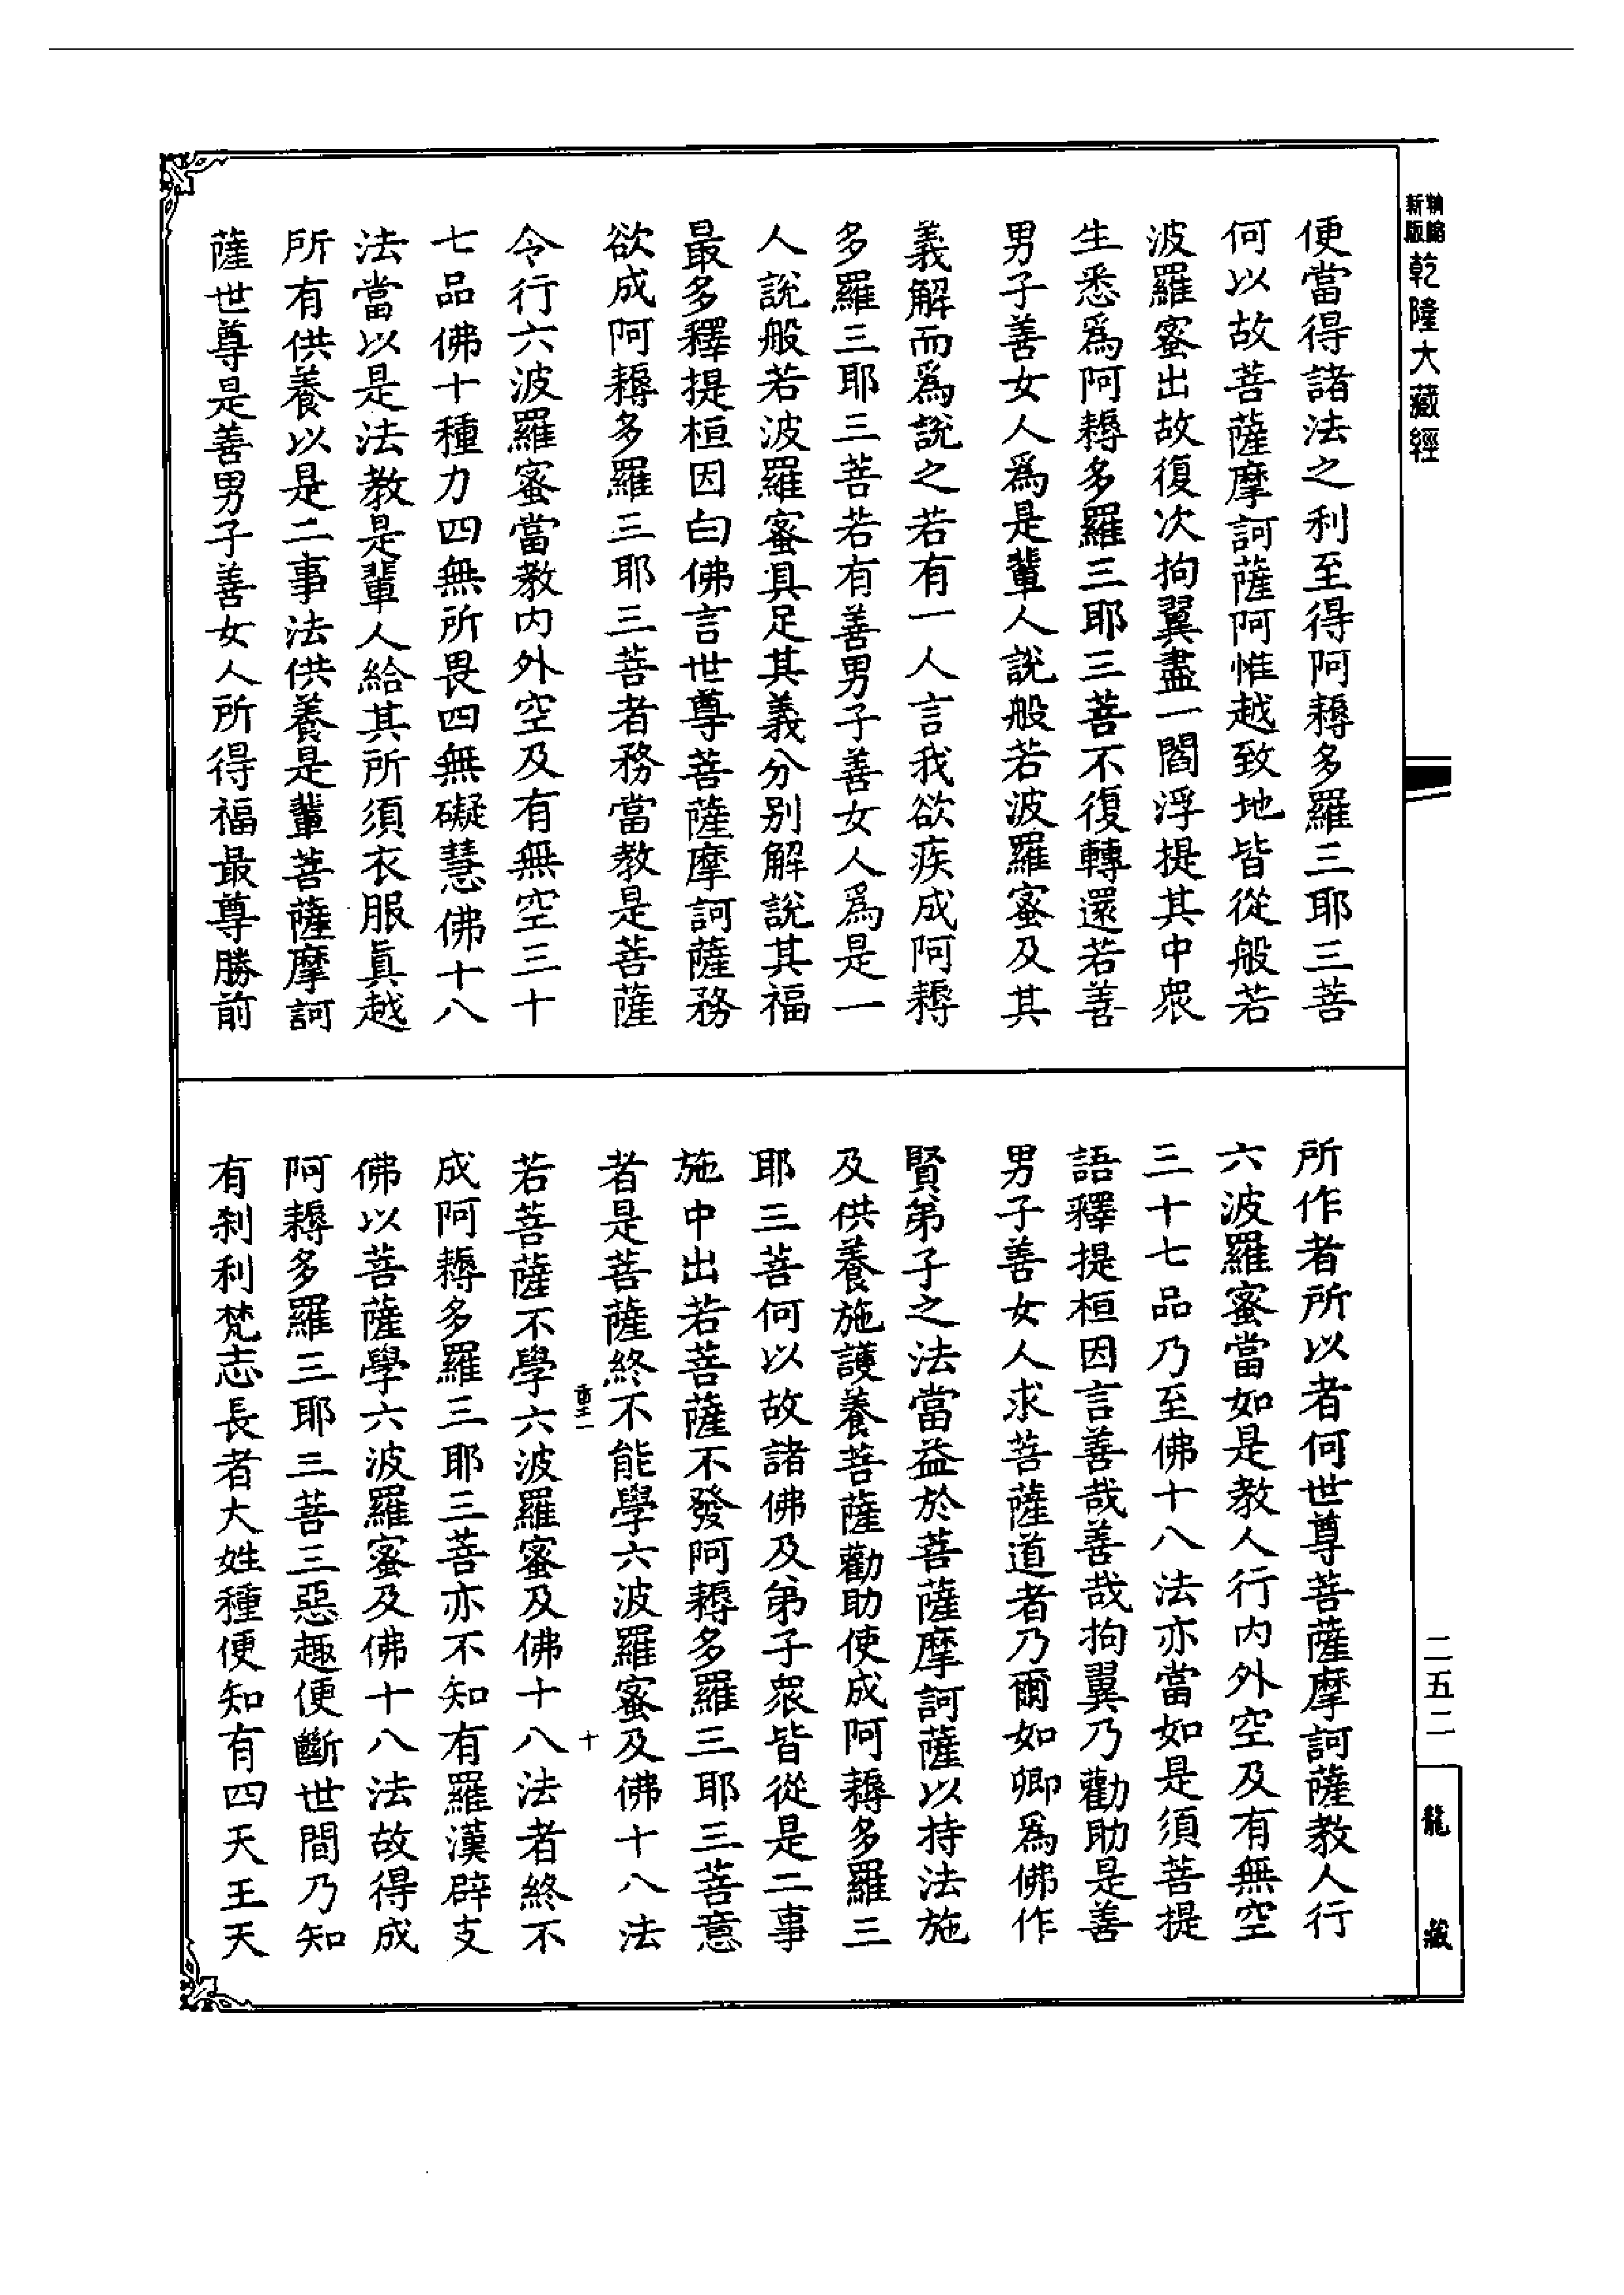 精縮新版乾隆大藏經
便當得諸法之利至得阿耨多羅三耶三菩
何以故菩薩摩訶薩阿惟越致地皆從般若
波羅蜜出故復次拘翼盡一閻浮提其中衆
生悉爲阿耨多羅三耶三菩不復轉還若善
男子善女人爲是輩人說般若波羅蜜及其
義解而爲說之若有一人言我欲疾成阿耨
多羅三耶三菩若有善男子善女人爲是一
人說般若波羅蜜具足其義分别解說其福
最多釋提桓因白佛言世尊菩薩摩訶薩務
欲成阿耨多羅三耶三菩者務當教是菩薩
令行六波羅蜜當教内外空及有無空三十
七品佛十種力四無所畏四無礙慧佛十八
法當以是法教是輩人給其所須衣服眞越
所有供養以是二事法供養是輩菩薩摩訶
薩世尊是善男子善女人所得福最尊勝前
所作者所以者何世尊菩薩摩訶薩教人行
六波羅蜜當如是教人行内外空及有無空
三十七品乃至佛十八法亦當如是須菩提
語釋提桓因言善哉善哉拘翼乃勸助是善
男子善女人求菩薩道者乃爾如卿爲佛作
賢弟子之法當益於菩薩摩訶薩以持法施
及供養施護養菩薩勸助使成阿耨多羅三
耶三菩何以故諸佛及弟子衆皆從是二事
施中出若菩薩不發阿耨多羅三耶三菩意
者是菩薩終不能學六波羅蜜及佛十八法
十
若菩薩不學六波羅蜜及佛十八法者終不
成阿耨多羅三耶三菩亦不知有羅漢辟支
佛以菩薩學六波羅蜜及佛十八法故得成
阿耨多羅三耶三菩三惡趣便斷世間乃知
有刹利梵志長者大姓種便知有四天王天
二五二
龍藏